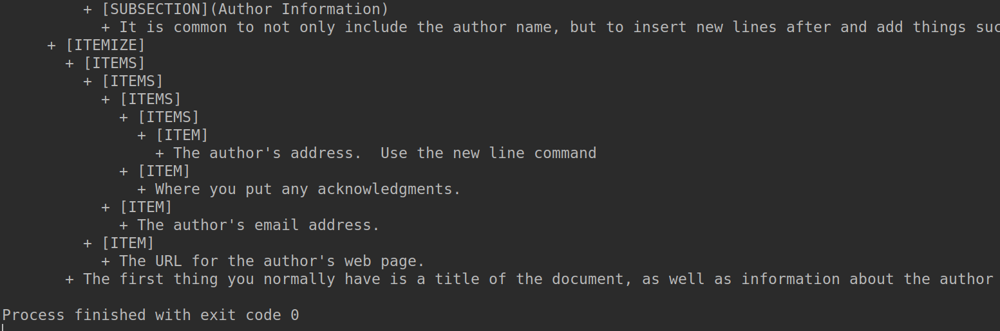 + [SUBSECTION](Author Information)
+ It is common to not only include the author name, but to insert new lines after and add things suc
+ [ITEMIZE]
+ [ITEMS]
+ [ITEMS]
+ [ITEMS]
+ [ITEMS]
+ [ITEM]
+ The author's address.  Use the new line command
+ [ITEM]
+ Where you put any acknowledgments.
+ [ITEM]
+ The author's email address.
+ [ITEM]
+ The URL for the author's web page.
+ The first thing you normally have is a title of the document, as well as information about the author
Process finished with exit code 0